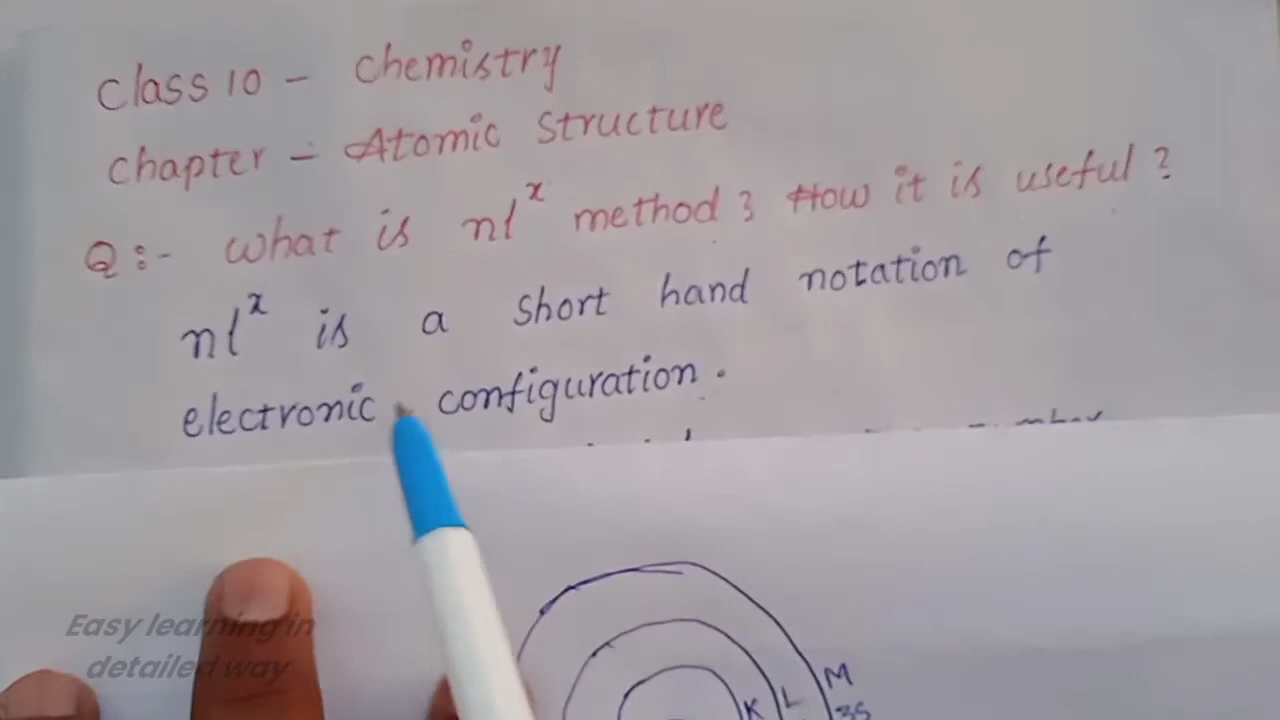 Class 10 - Chemistry
Chapter - Atomic Structure
Q:- What is nl^x method? How it is useful?
nl^x is a short hand notation of
electronic configuration.
M
L
K
3S
Easy learning in
detailed way